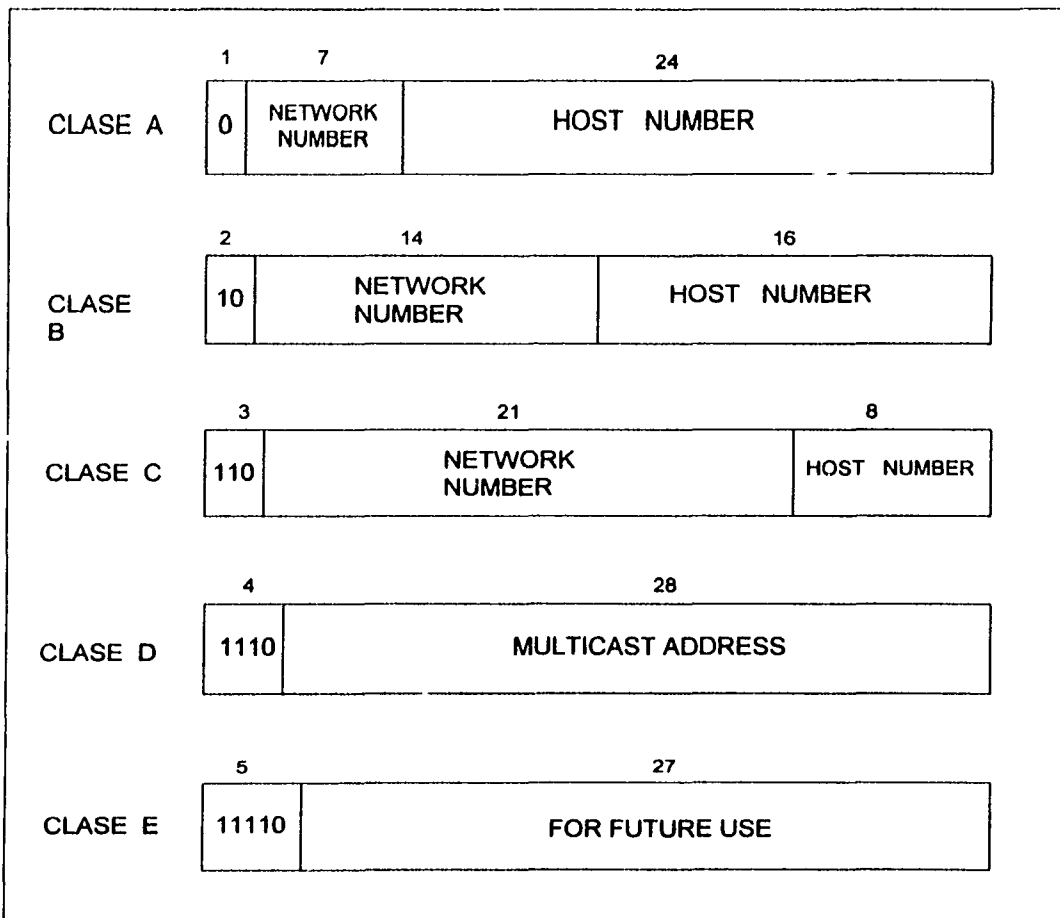 1 7 24
CLASE A 0 NETWORK NUMBER HOST NUMBER
2 14 16
CLASE B 10 NETWORK NUMBER HOST NUMBER
3 21 8
CLASE C 110 NETWORK NUMBER HOST NUMBER
4 28
CLASE D 1110 MULTICAST ADDRESS
5 27
CLASE E 11110 FOR FUTURE USE